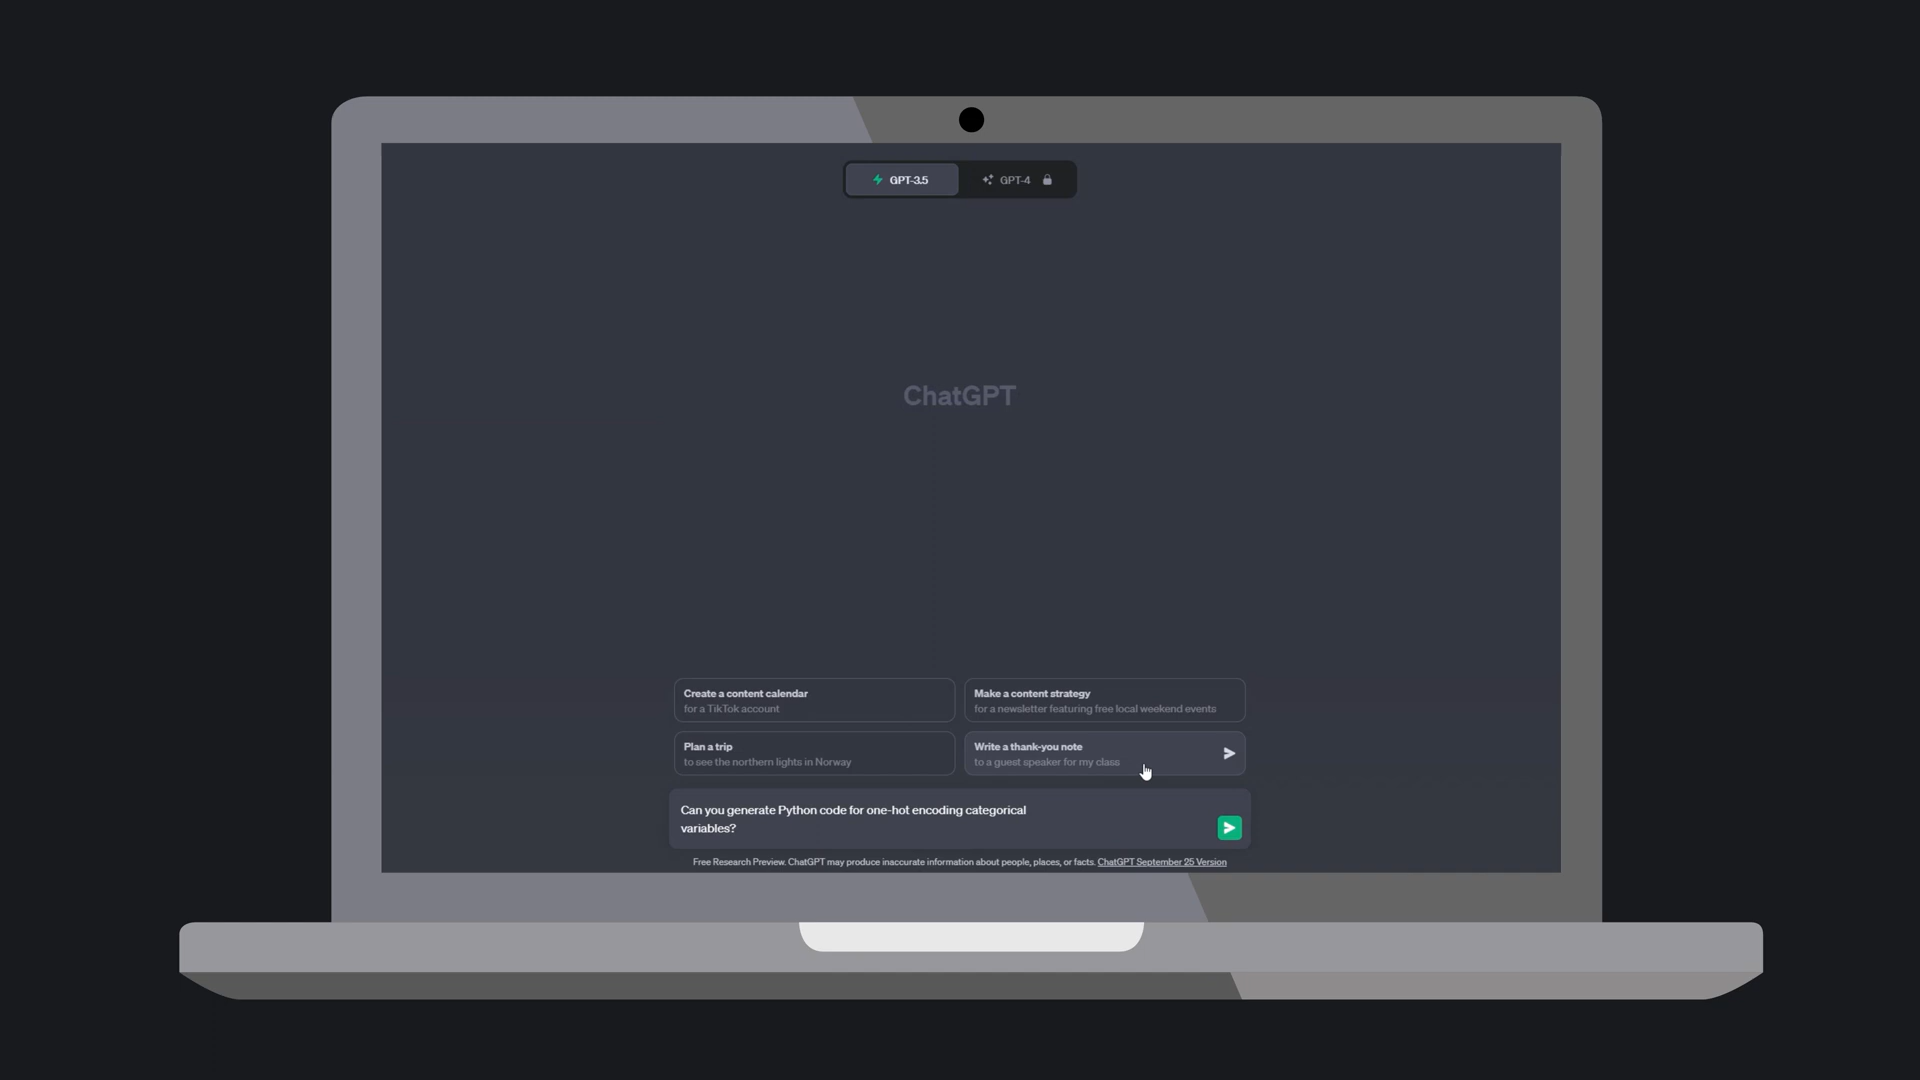 GPT-3.5
GPT-4
ChatGPT
Create a content calendar
for a TikTok account
Make a content strategy
for a newsletter featuring free local weekend events
Plan a trip
to see the northern lights in Norway
Write a thank-you note
to a guest speaker for my class
Can you generate Python code for one-hot encoding categorical
variables?
Free Research Preview. ChatGPT may produce inaccurate information about people, places, or facts. ChatGPT September 25 Version